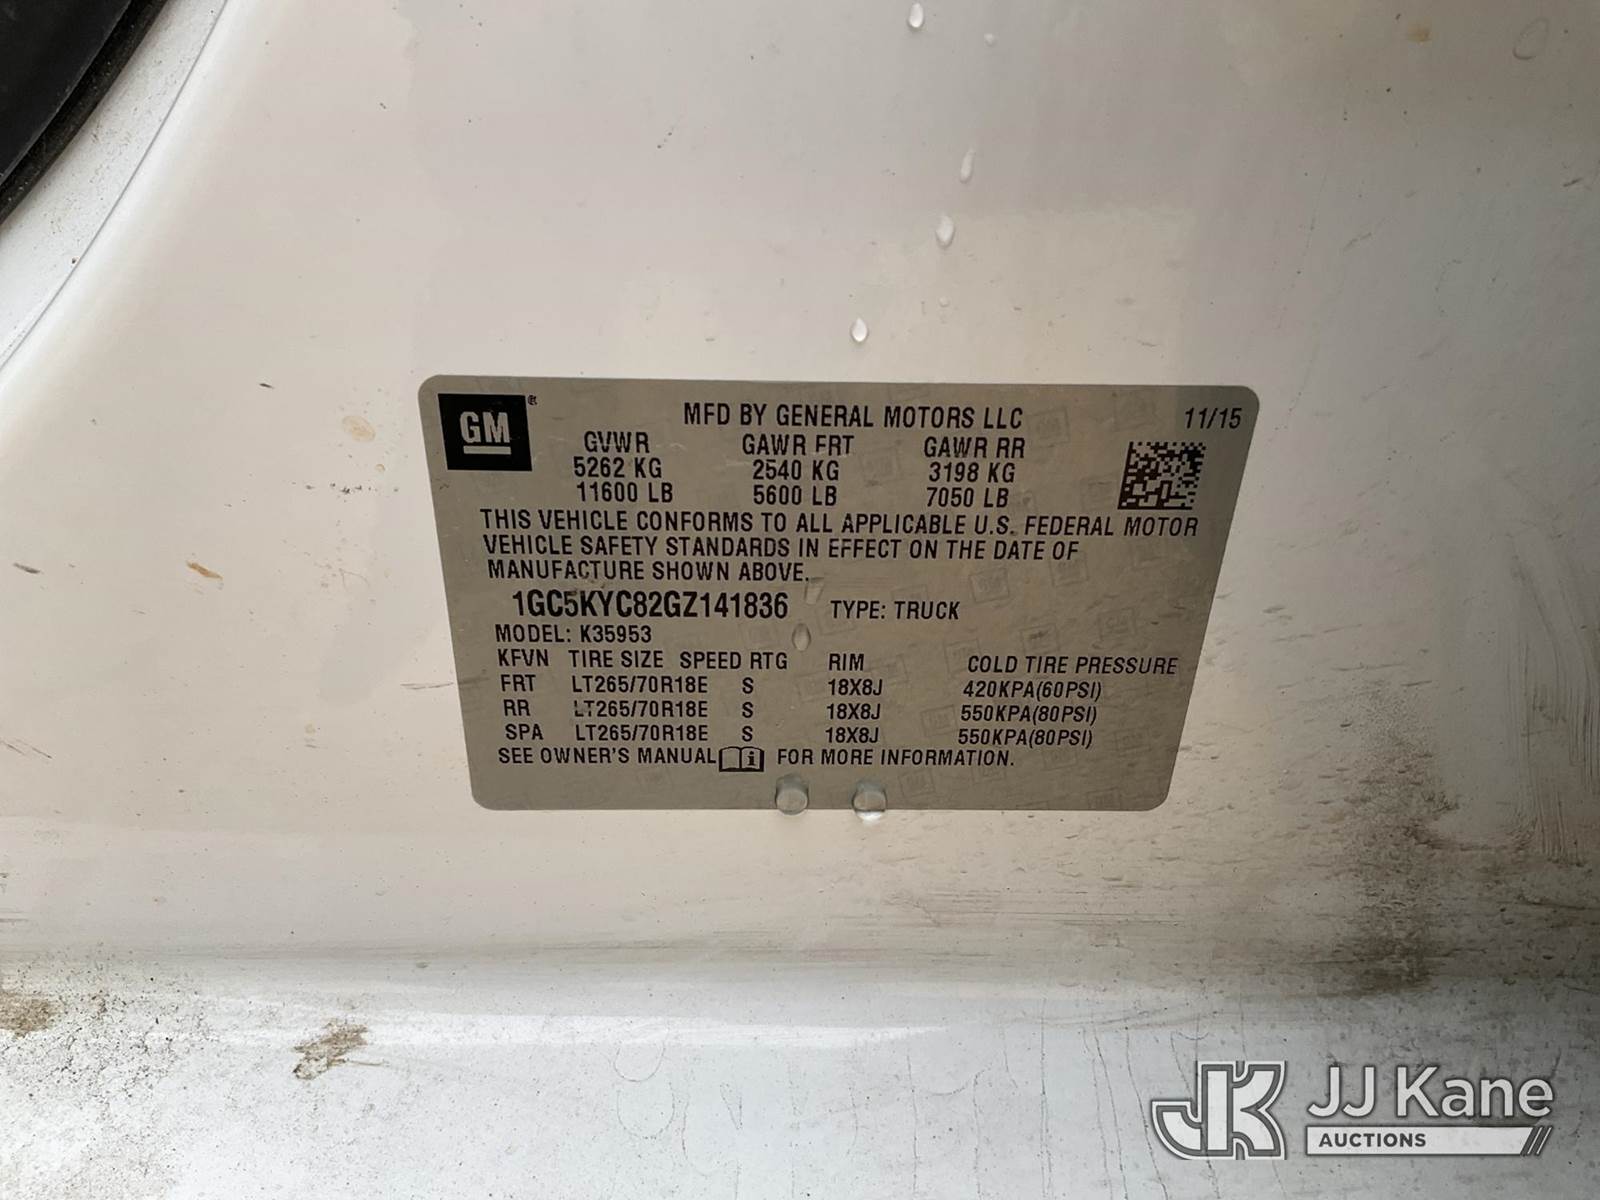 GM®
MFD BY GENERAL MOTORS LLC 11/15
GVWR GAWR FRT GAWR RR
5262 KG 2540 KG 3198 KG
11600 LB 5600 LB 7050 LB
THIS VEHICLE CONFORMS TO ALL APPLICABLE U.S. FEDERAL MOTOR
VEHICLE SAFETY STANDARDS IN EFFECT ON THE DATE OF
MANUFACTURE SHOWN ABOVE.
1GC5KYC82GZ141836 TYPE: TRUCK
MODEL: K35953
KFVN TIRE SIZE SPEED RTG RIM COLD TIRE PRESSURE
FRT LT265/70R18E S 18X8J 420KPA(60PSI)
RR LT265/70R18E S 18X8J 550KPA(80PSI)
SPA LT265/70R18E S 18X8J 550KPA(80PSI)
SEE OWNER'S MANUAL i FOR MORE INFORMATION.
JK JJ Kane
AUCTIONS